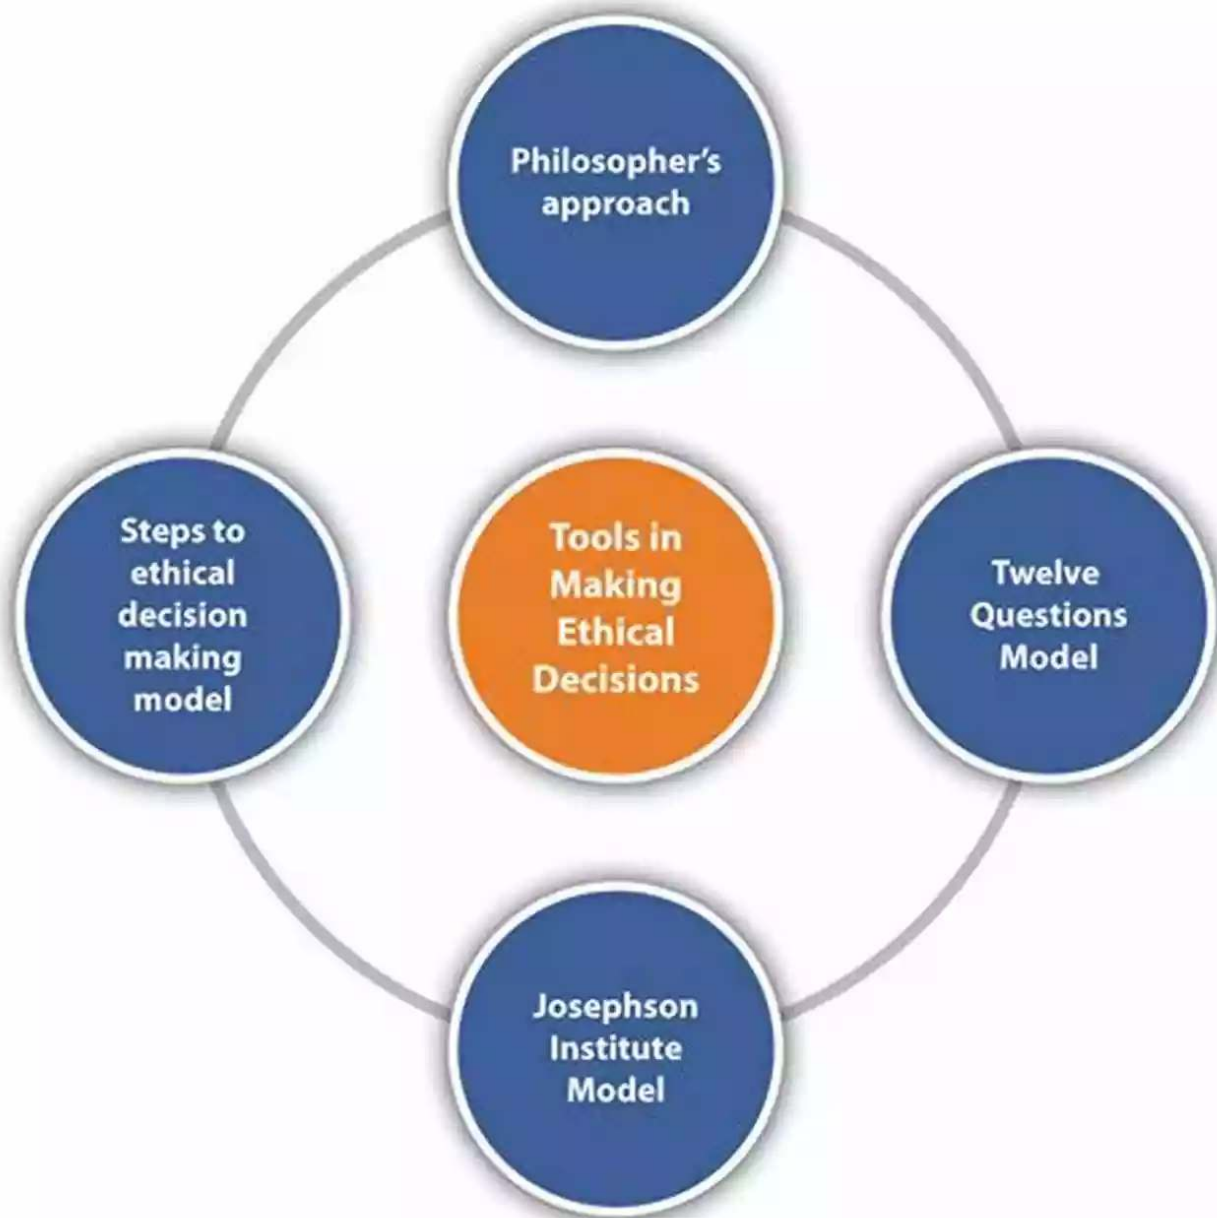 Philosopher's
approach
Steps to
ethical
decision
making
model
Tools in
Making
Ethical
Decisions
Twelve
Questions
Model
Josephson
Institute
Model